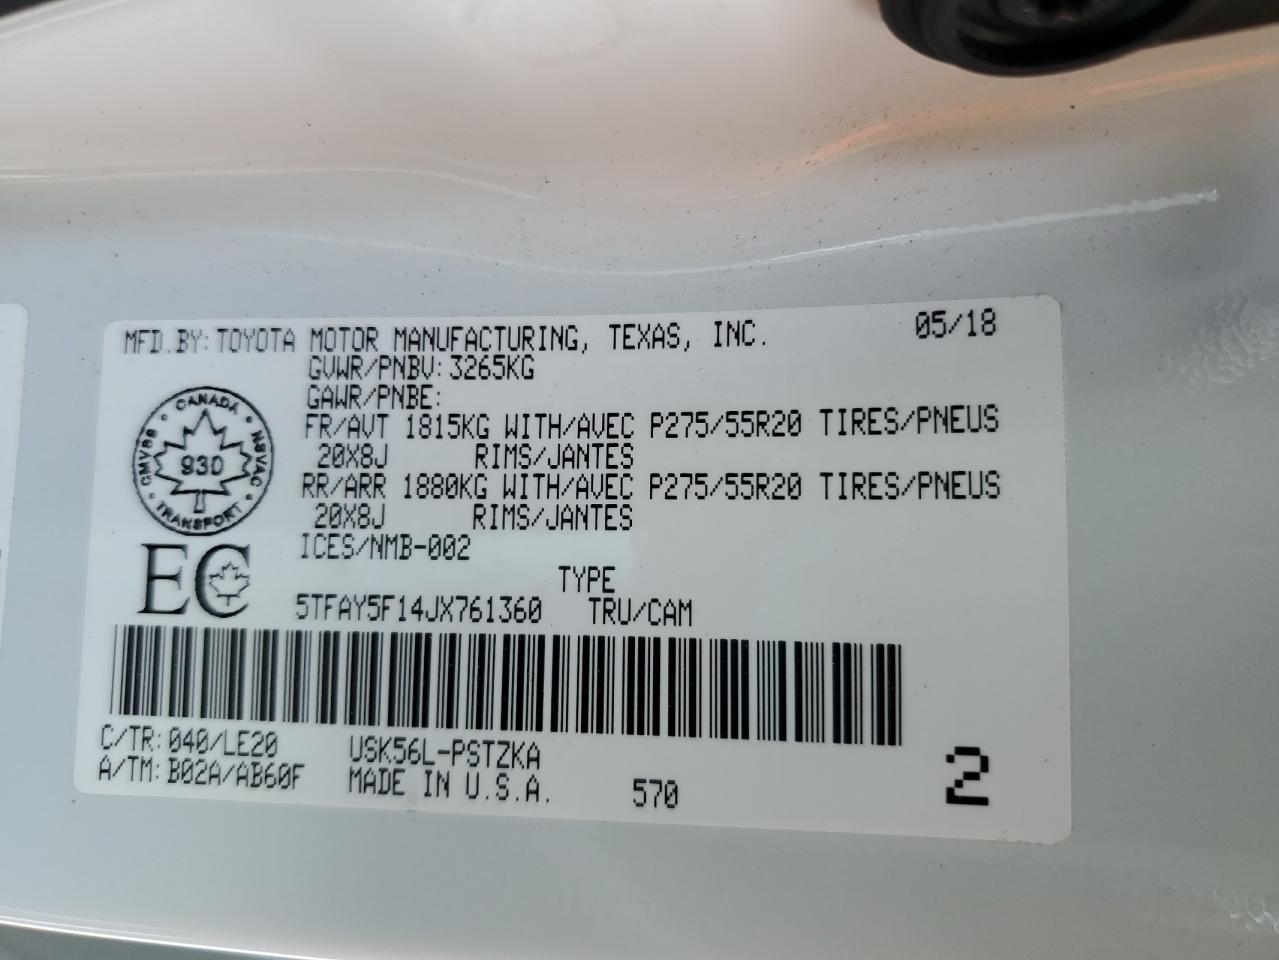 MFD.BY: TOYOTA MOTOR MANUFACTURING, TEXAS, INC. 05/18
GVWR/PNBV: 3265KG
GAWR/PNBE:
FR/AVT 1815KG WITH/AVEC P275/55R20 TIRES/PNEUS
20X8J RIMS/JANTES
RR/ARR 1880KG WITH/AVEC P275/55R20 TIRES/PNEUS
20X8J RIMS/JANTES
ICES/NMB-002
CANADA
CMVSS 930 NSVAC
TRANSPORT
EC
TYPE
5TFAY5F14JX761360 TRU/CAM
C/TR: 040/LE20 USK56L-PSTZKA
A/TM: B02A/AB60F MADE IN U.S.A. 570 2